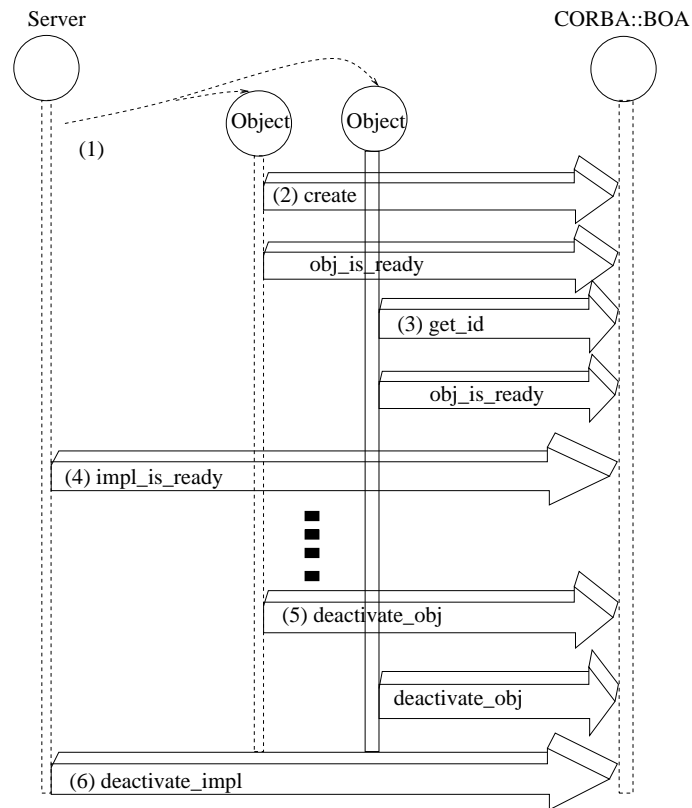 Server
CORBA::BOA
Object
Object
(1)
(2) create
obj_is_ready
(3) get_id
obj_is_ready
(4) impl_is_ready
(5) deactivate_obj
deactivate_obj
(6) deactivate_impl